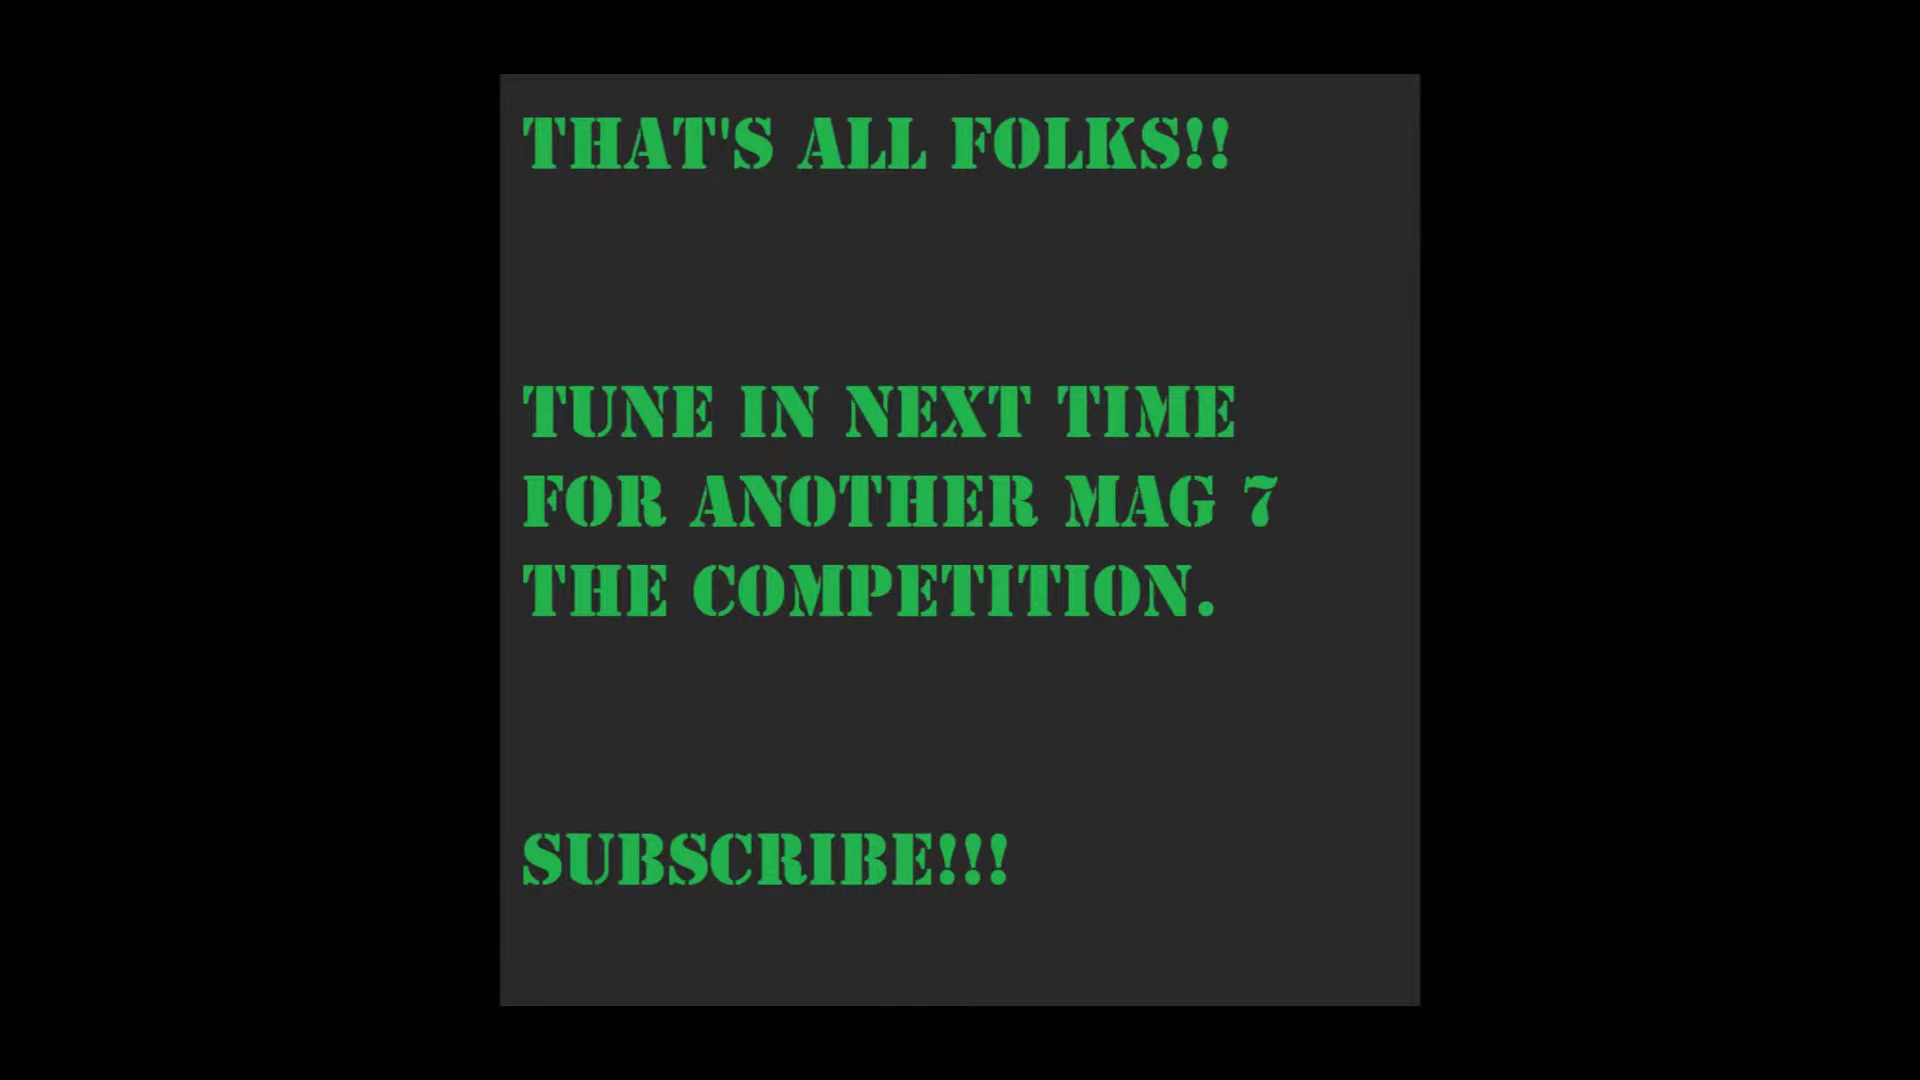 THAT'S ALL FOLKS!!
TUNE IN NEXT TIME
FOR ANOTHER MAG 7
THE COMPETITION.
SUBSCRIBE!!!